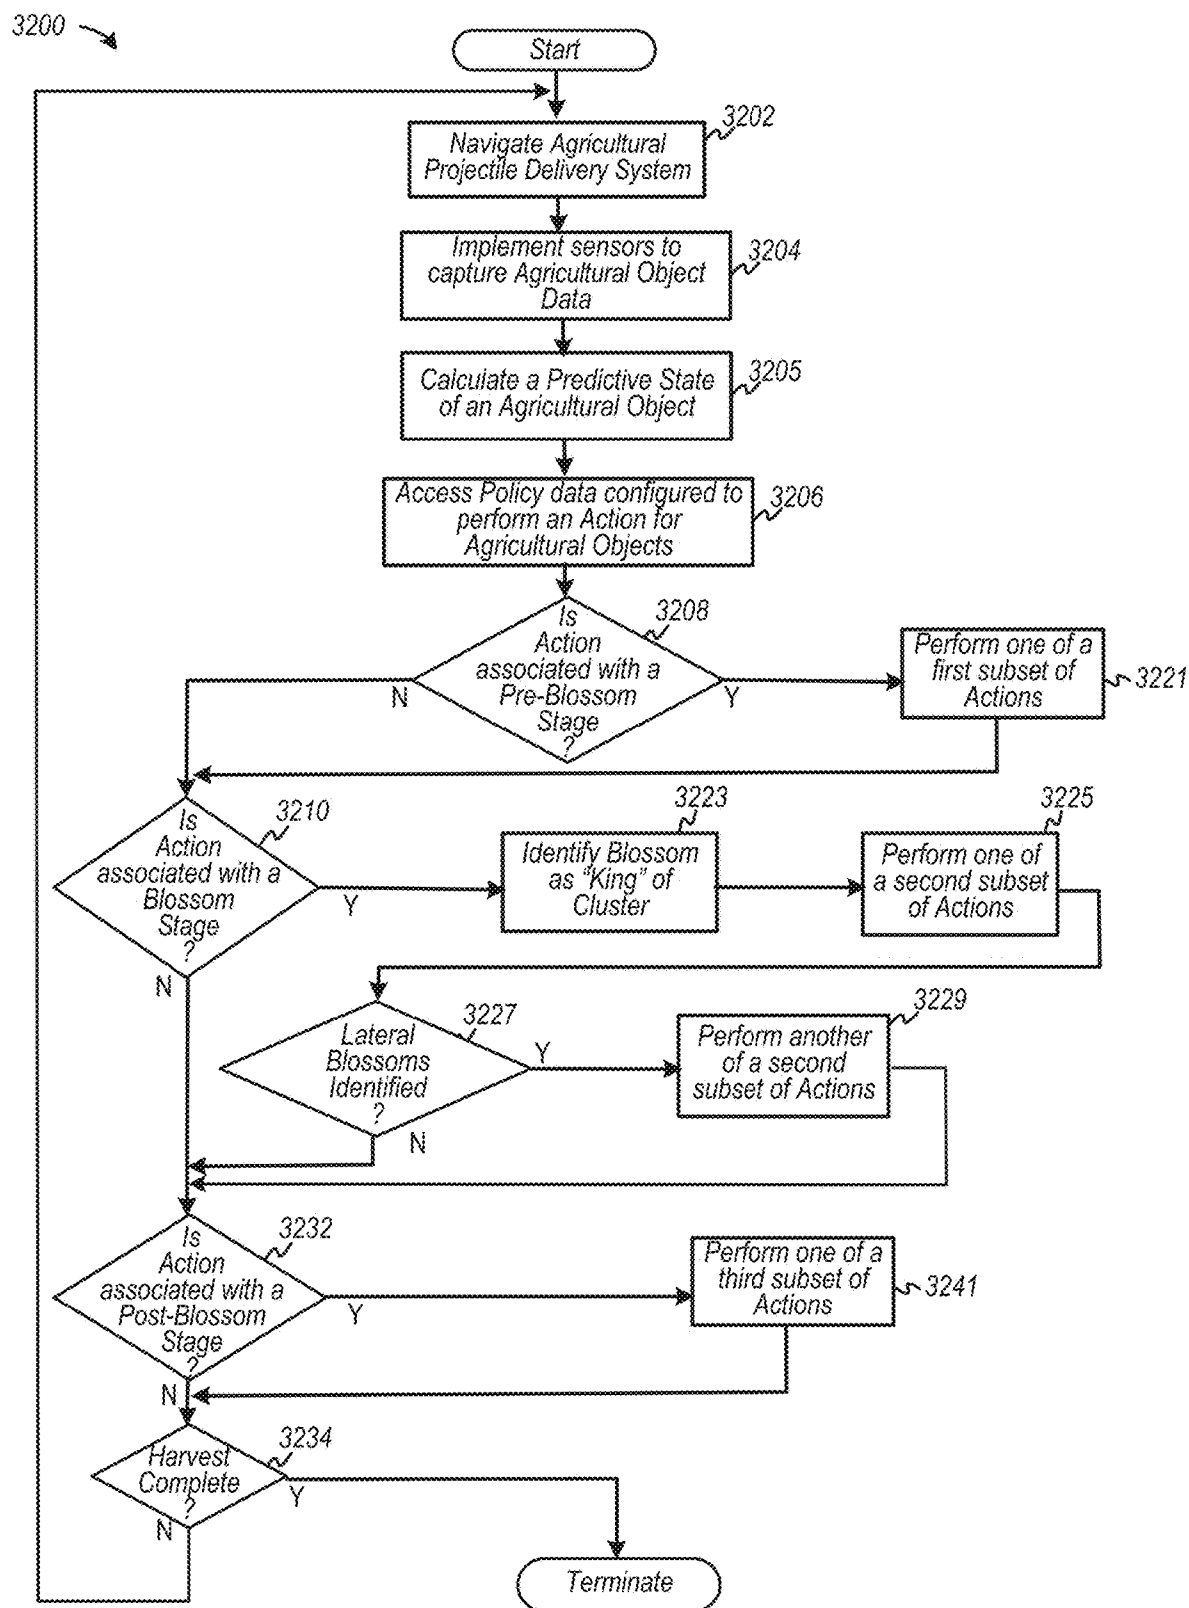 3200
Start
3202
Navigate Agricultural
Projectile Delivery System
3204
Implement sensors to
capture Agricultural Object
Data
3205
Calculate a Predictive State
of an Agricultural Object
3206
Access Policy data configured to
perform an Action for
Agricultural Objects
3208
Is
Action
associated with a
Pre-Blossom
Stage
?
N
Y
Perform one of a
first subset of
Actions
3221
3210
Is
Action
associated with a
Blossom
Stage
?
Y
N
3223
Identify Blossom
as "King" of
Cluster
3225
Perform one of
a second subset
of Actions
3227
Lateral
Blossoms
Identified
?
Y
N
3229
Perform another
of a second
subset of Actions
3232
Is
Action
associated with a
Post-Blossom
Stage
?
Y
N
Perform one of a
third subset of
Actions
3241
3234
Harvest
Complete
?
Y
N
Terminate